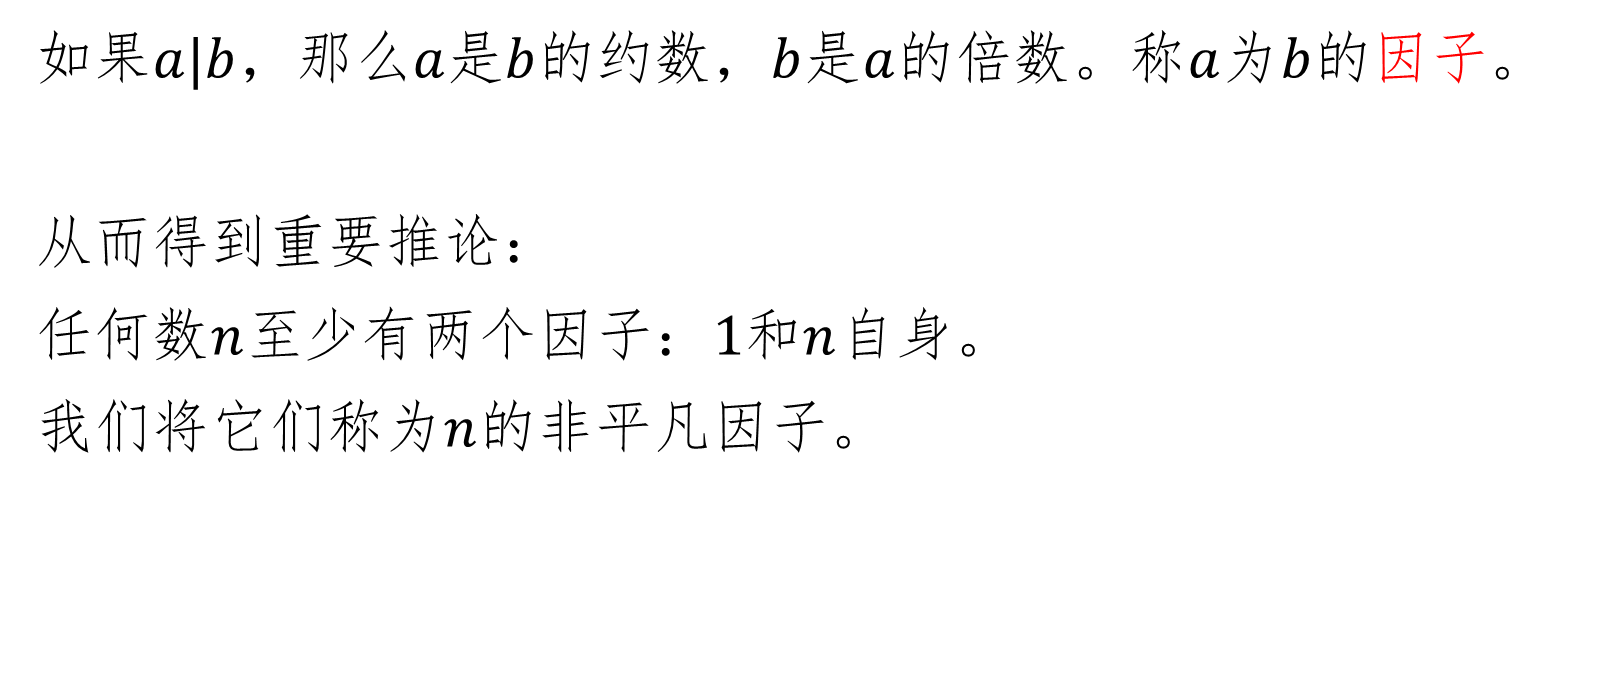 如果a|b，那么a是b的约数，b是a的倍数。称a为b的因子。
从而得到重要推论：
任何数n至少有两个因子：1和n自身。
我们将它们称为n的非平凡因子。